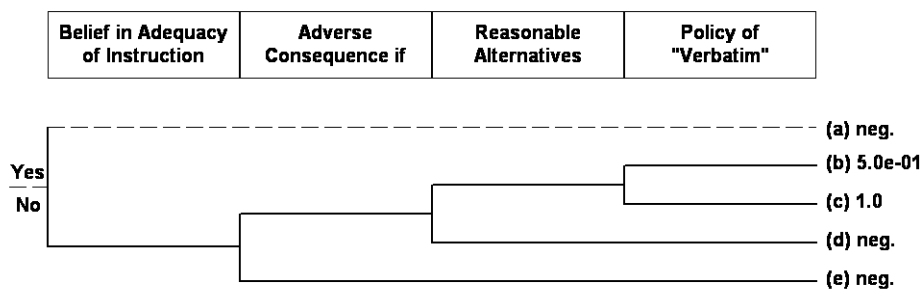 Belief in Adequacy
of Instruction
Adverse
Consequence if
Reasonable
Alternatives
Policy of
"Verbatim"
Yes
No
(a) neg.
(b) 5.0e-01
(c) 1.0
(d) neg.
(e) neg.